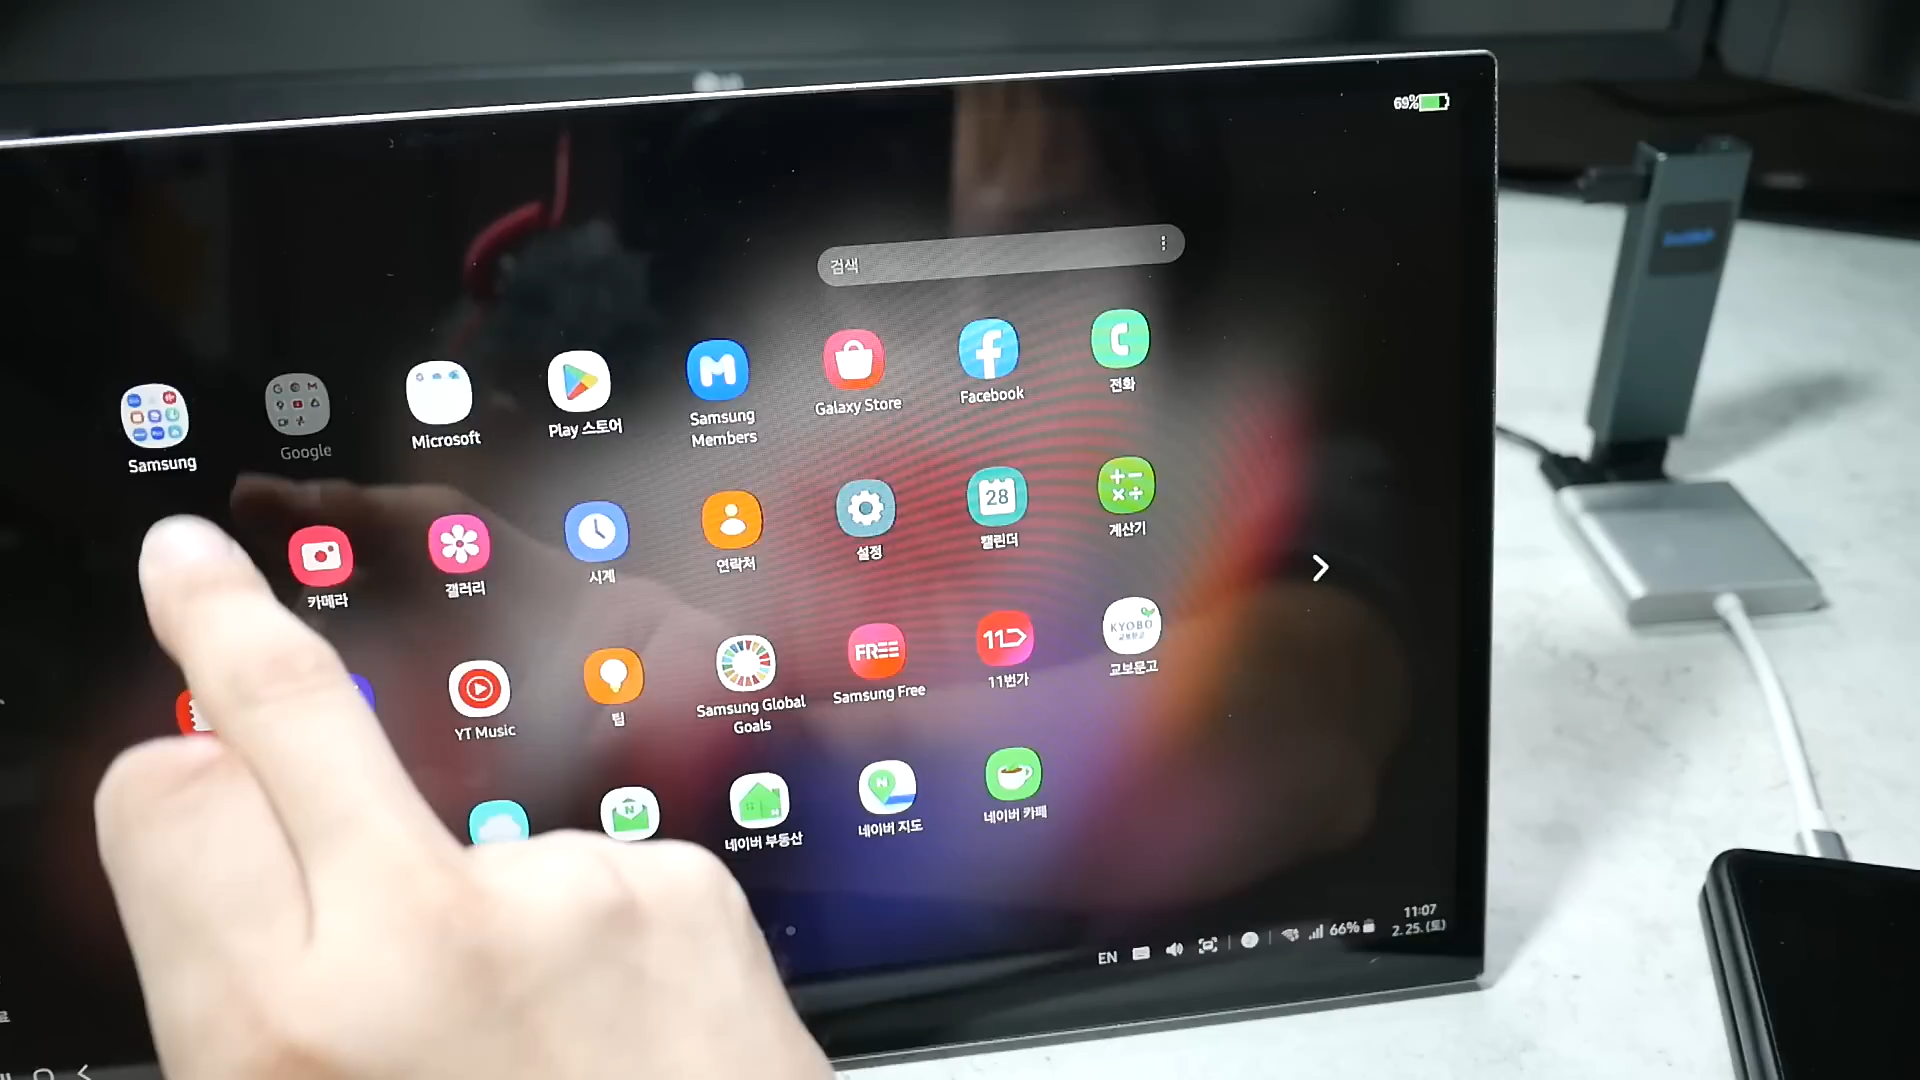 69%
검색
Samsung
Google
Microsoft
Play 스토어
Samsung
Members
Galaxy Store
Facebook
전화
카메라
갤러리
시계
연락처
설정
28
캘린더
계산기
YT Music
팁
Samsung Global
Goals
FREE
Samsung Free
11
11번가
KYOBO
교보문고
N
네이버 부동산
N
네이버 지도
네이버 카페
EN
66%
11:07
2. 25. (토)